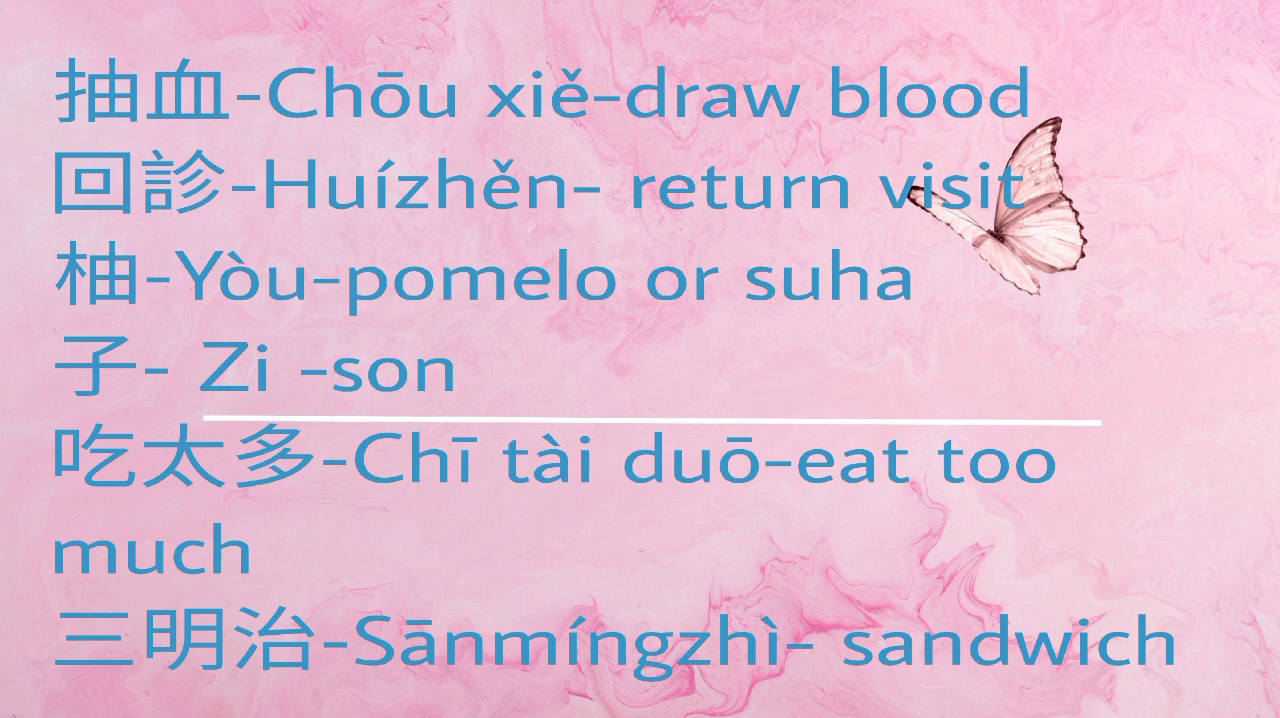 抽血-Chōu xiě-draw blood
回診-Huízhěn- return visit
柚-Yòu-pomelo or suha
子- Zi -son
吃太多-Chī tài duō-eat too
much
三明治-Sānmíngzhì- sandwich